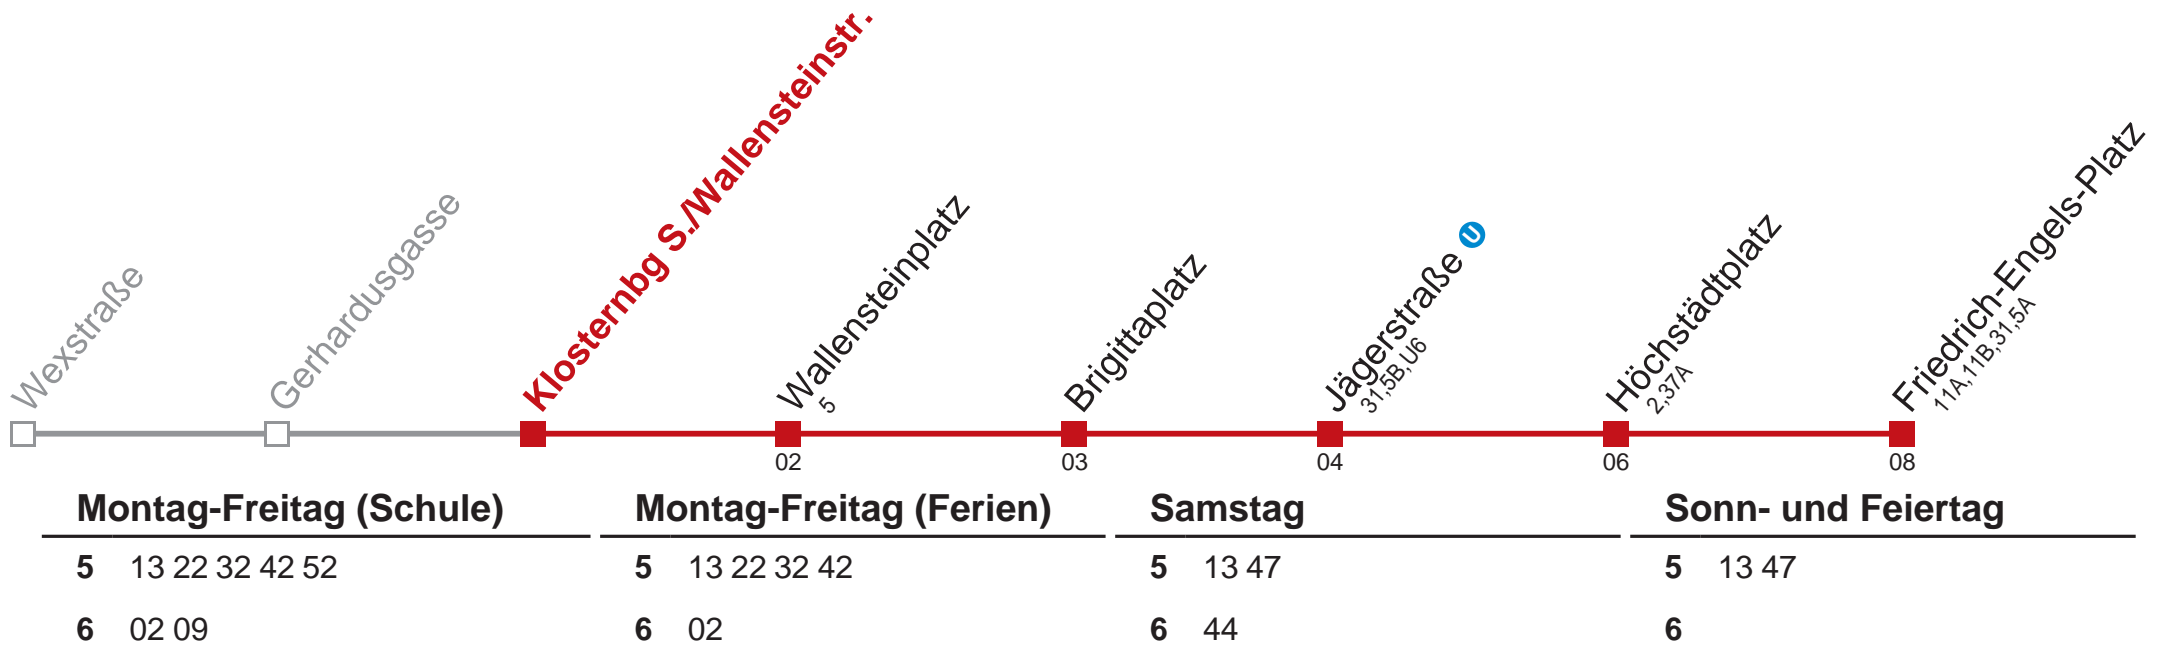 Wexstraße
Gerhardusgasse
Klosternbg S./Wallensteinstr.
Wallensteinplatz
5
Brigittaplatz
Jägerstraße U
31,5B,U6
Höchstädtplatz
2,37A
Friedrich-Engels-Platz
11A,11B,31,5A
02 03 04 06 08
Montag-Freitag (Schule)
5 13 22 32 42 52
6 02 09
Montag-Freitag (Ferien)
5 13 22 32 42
6 02
Samstag
5 13 47
6 44
Sonn- und Feiertag
5 13 47
6